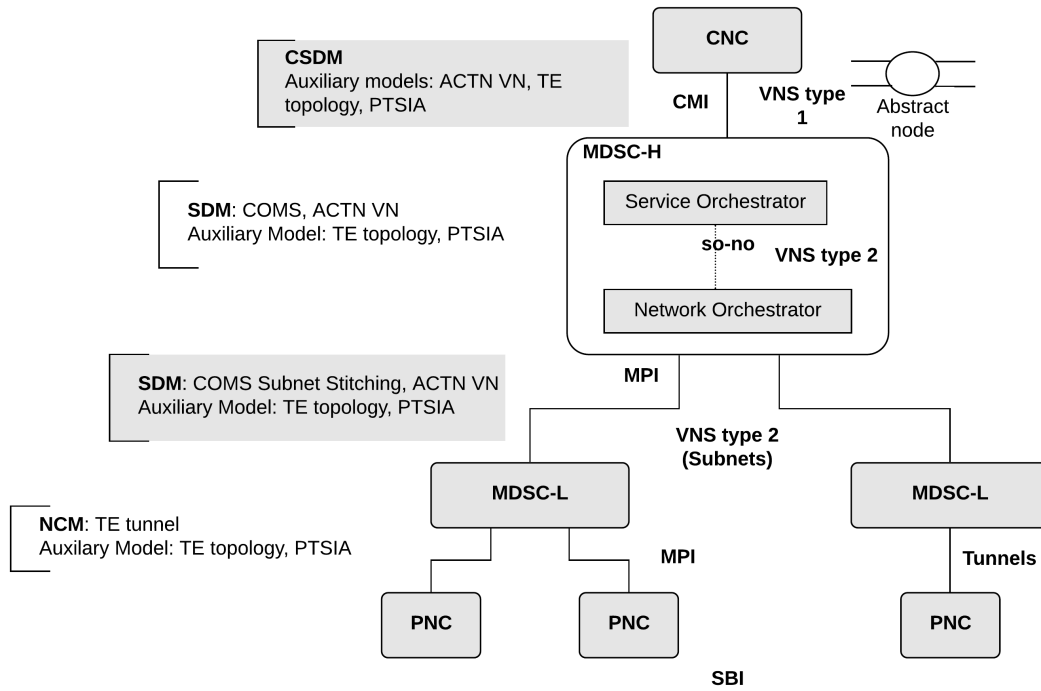 CNC
CSDM
Auxiliary models: ACTN VN, TE
topology, PTSIA
CMI
VNS type
1
Abstract
node
MDSC-H
Service Orchestrator
SDM: COMS, ACTN VN
Auxiliary Model: TE topology, PTSIA
so-no
VNS type 2
Network Orchestrator
MPI
SDM: COMS Subnet Stitching, ACTN VN
Auxiliary Model: TE topology, PTSIA
VNS type 2
(Subnets)
MDSC-L
MDSC-L
NCM: TE tunnel
Auxilary Model: TE topology, PTSIA
MPI
Tunnels
PNC
PNC
PNC
SBI